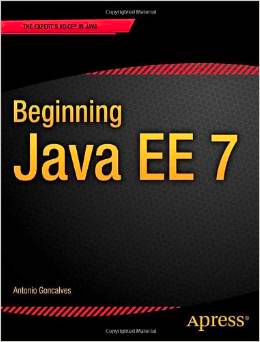 THE EXPERT'S VOICE® IN JAVA
Beginning
Java EE 7
Antonio Goncalves
Apress®